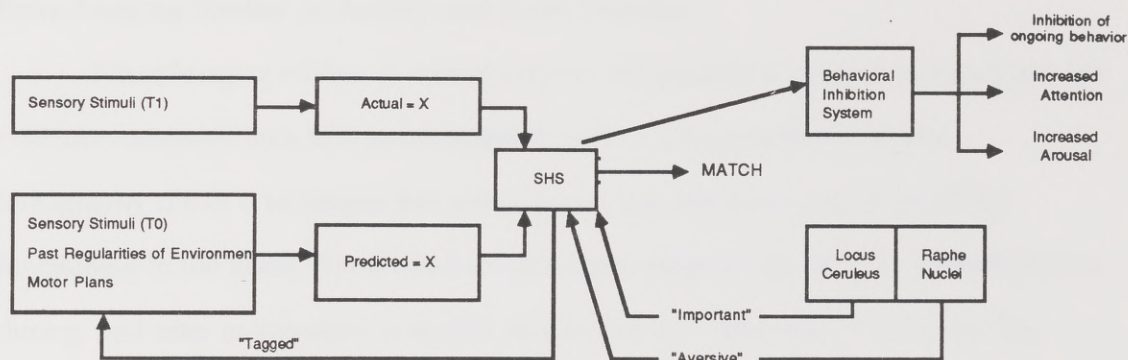 Inhibition of
ongoing behavior
Sensory Stimuli (T1)
Actual = X
Behavioral
Inhibition
System
Increased
Attention
Increased
Arousal
SHS
MATCH
Sensory Stimuli (T0)
Past Regularities of Environmen
Motor Plans
Predicted = X
Locus
Ceruleus
Raphe
Nuclei
"Important"
"Tagged"
"Aversive"